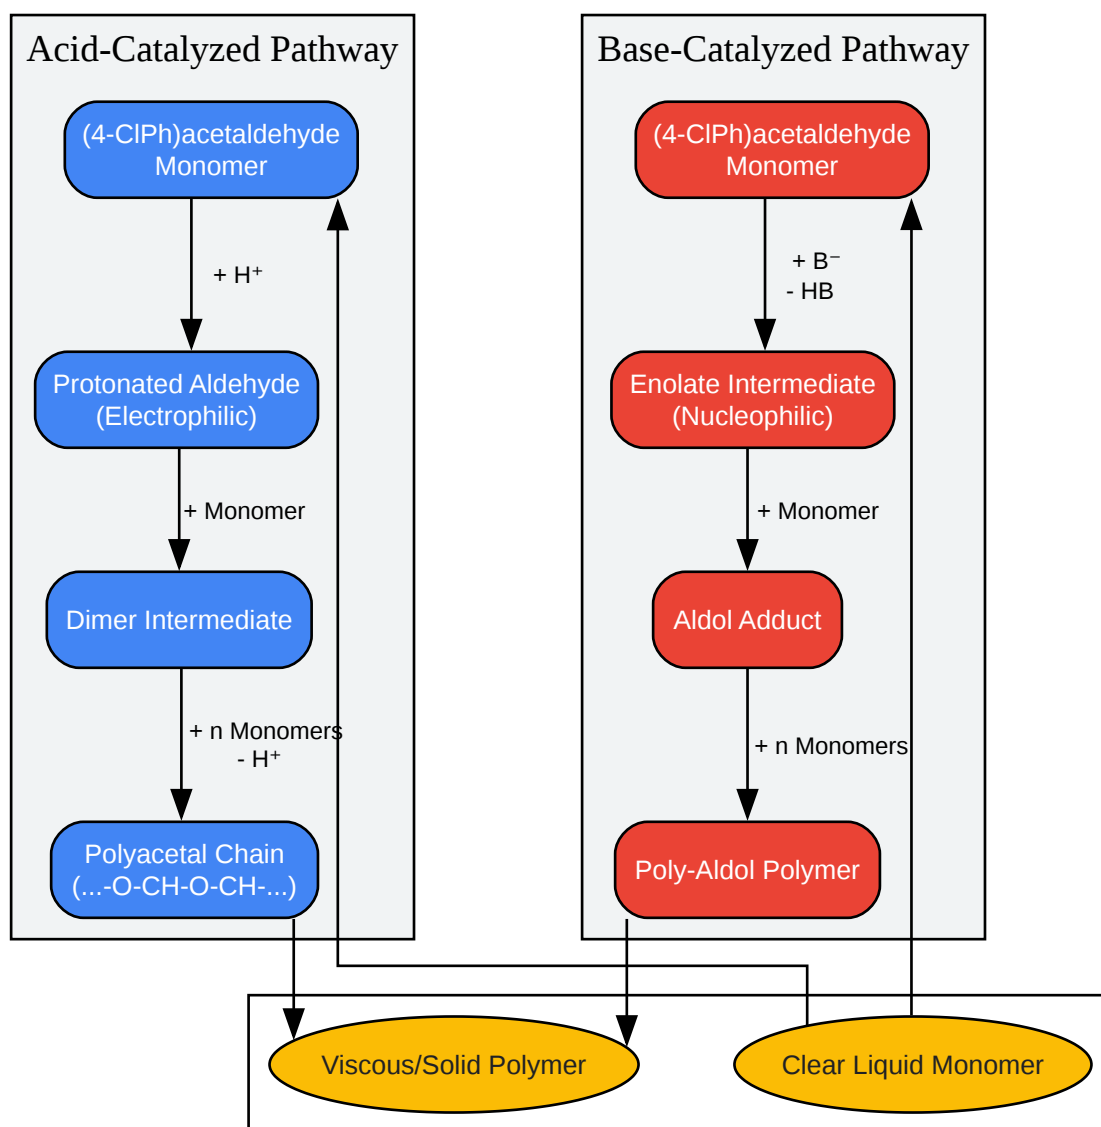 Acid-Catalyzed Pathway
(4-ClPh)acetaldehyde
Monomer
+ H⁺
Protonated Aldehyde
(Electrophilic)
+ Monomer
Dimer Intermediate
+ n Monomers
- H⁺
Polyacetal Chain
(...-O-CH-O-CH-...)
Base-Catalyzed Pathway
(4-ClPh)acetaldehyde
Monomer
+ B⁻
- HB
Enolate Intermediate
(Nucleophilic)
+ Monomer
Aldol Adduct
+ n Monomers
Poly-Aldol Polymer
Viscous/Solid Polymer
Clear Liquid Monomer